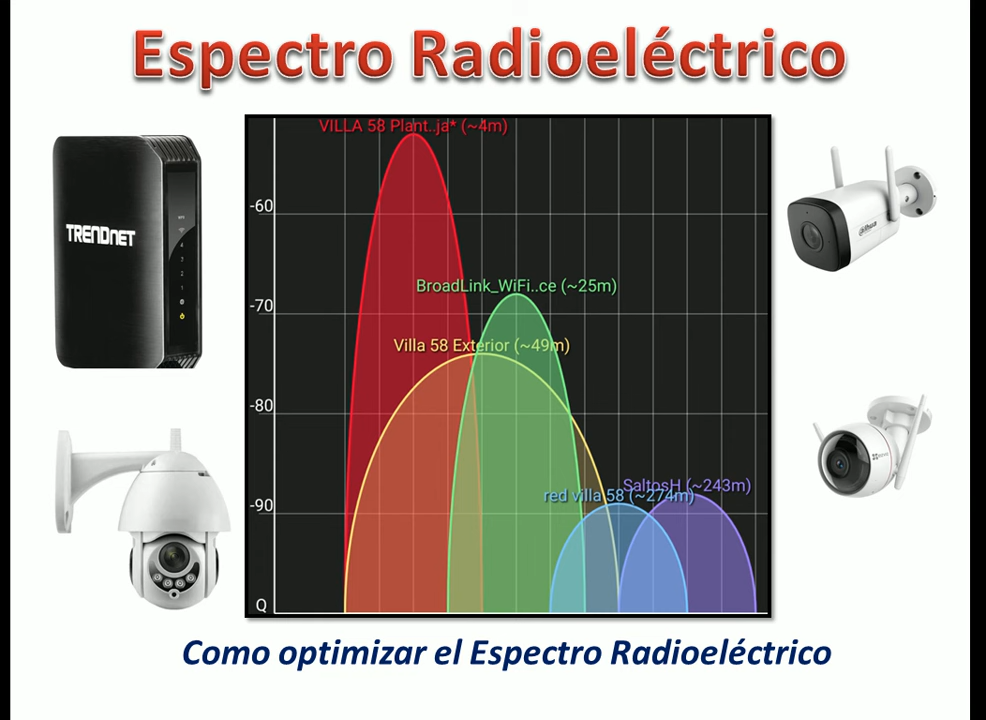 Espectro Radioeléctrico
VILLA 58 Plant..ja* (~4m)
-60
TRENDNET
alhua
BroadLink_WiFi..ce (~25m)
-70
Villa 58 Exterior (~49m)
-80
SaltosH (~243m)
red villa 58 (~274m)
-90
Q
Como optimizar el Espectro Radioeléctrico